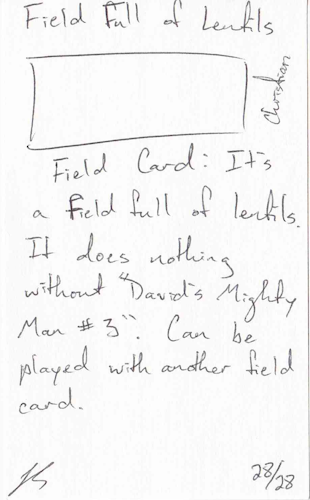 Field Full of Lentils
Christian
Field Card: It's
a field full of lentils.
It does nothing
without "David's Mighty
Man #3". Can be
played with another field
card.
28/28